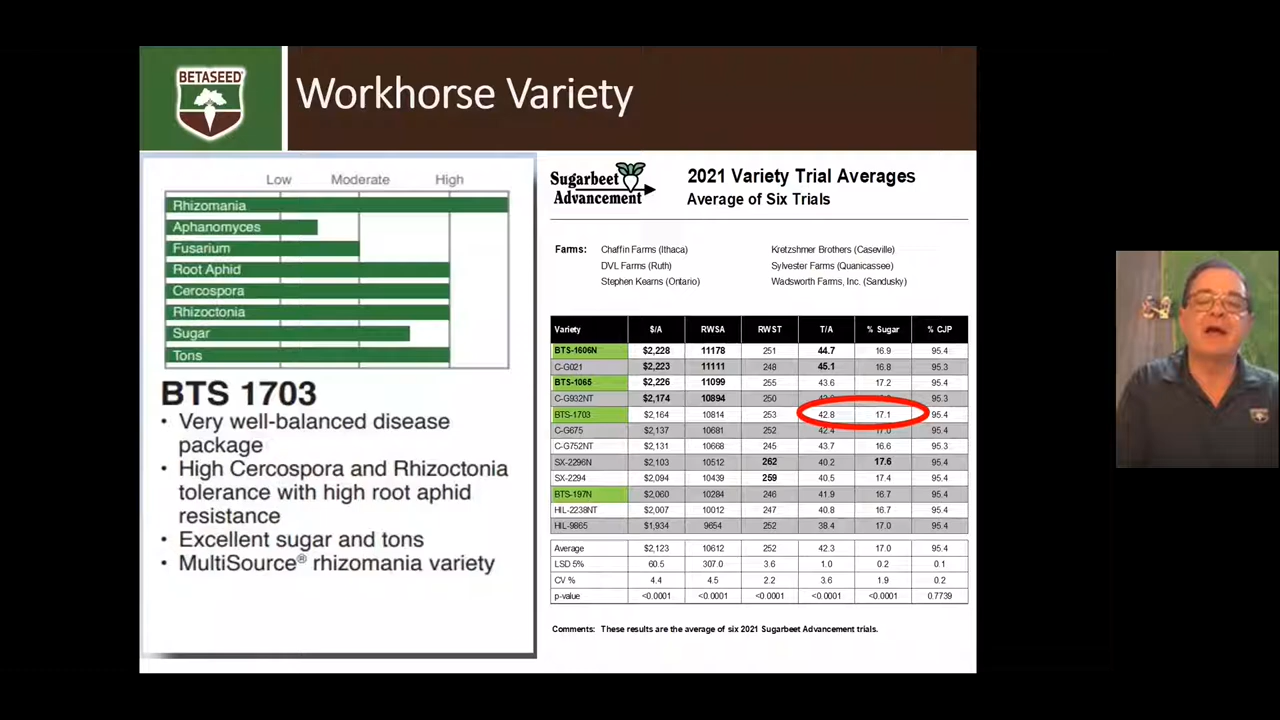 BETASEED
Workhorse Variety
Low Moderate High
Rhizomania
Aphanomyces
Fusarium
Root Aphid
Cercospora
Rhizoctonia
Sugar
Tons
BTS 1703
• Very well-balanced disease
package
• High Cercospora and Rhizoctonia
tolerance with high root aphid
resistance
• Excellent sugar and tons
• MultiSource® rhizomania variety
Sugarbeet
Advancement
2021 Variety Trial Averages
Average of Six Trials
Farms: Chaffin Farms (Ithaca) Kretzshmer Brothers (Caseville)
DVL Farms (Ruth) Sylvester Farms (Quanicassee)
Stephen Kearns (Ontario) Wadsworth Farms, Inc. (Sandusky)
Variety $/A RWSA RWST T/A % Sugar % CJP
BTS-1606N $2,228 11178 251 44.7 16.9 95.4
C-G021 $2,223 11111 248 45.1 16.8 95.3
BTS-1065 $2,226 11099 255 43.6 17.2 95.4
C-G932NT $2,174 10894 250 95.3
BTS-1703 $2,164 10814 253 42.8 17.1 95.4
C-G675 $2,137 10681 252 42.4 17.0 95.4
C-G752NT $2,131 10668 245 43.7 16.6 95.3
SX-2296N $2,103 10512 262 40.2 17.6 95.4
SX-2294 $2,094 10439 259 40.5 17.4 95.4
BTS-197N $2,060 10284 246 41.9 16.7 95.4
HIL-2238NT $2,007 10012 247 40.8 16.7 95.4
HIL-9865 $1,934 9654 252 38.4 17.0 95.4
Average $2,123 10612 252 42.3 17.0 95.4
LSD 5% 60.5 307.0 3.6 1.0 0.2 0.1
CV % 4.4 4.5 2.2 3.6 1.9 0.2
p-value <0.0001 <0.0001 <0.0001 <0.0001 <0.0001 0.7739
Comments: These results are the average of six 2021 Sugarbeet Advancement trials.